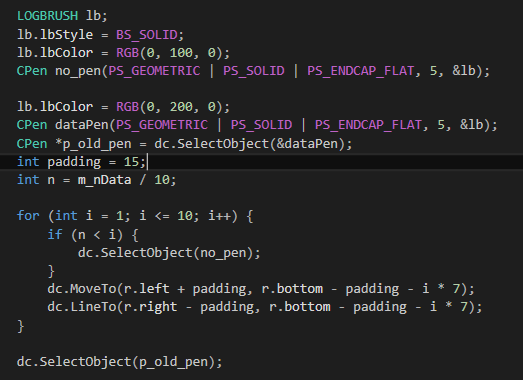 LOGBRUSH lb;
lb.lbStyle = BS_SOLID;
lb.lbColor = RGB(0, 100, 0);
CPen no_pen(PS_GEOMETRIC | PS_SOLID | PS_ENDCAP_FLAT, 5, &lb);

lb.lbColor = RGB(0, 200, 0);
CPen dataPen(PS_GEOMETRIC | PS_SOLID | PS_ENDCAP_FLAT, 5, &lb);
CPen *p_old_pen = dc.SelectObject(&dataPen);
int padding = 15;
int n = m_nData / 10;

for (int i = 1; i <= 10; i++) {
    if (n < i) {
        dc.SelectObject(no_pen);
    }
    dc.MoveTo(r.left + padding, r.bottom - padding - i * 7);
    dc.LineTo(r.right - padding, r.bottom - padding - i * 7);
}

dc.SelectObject(p_old_pen);